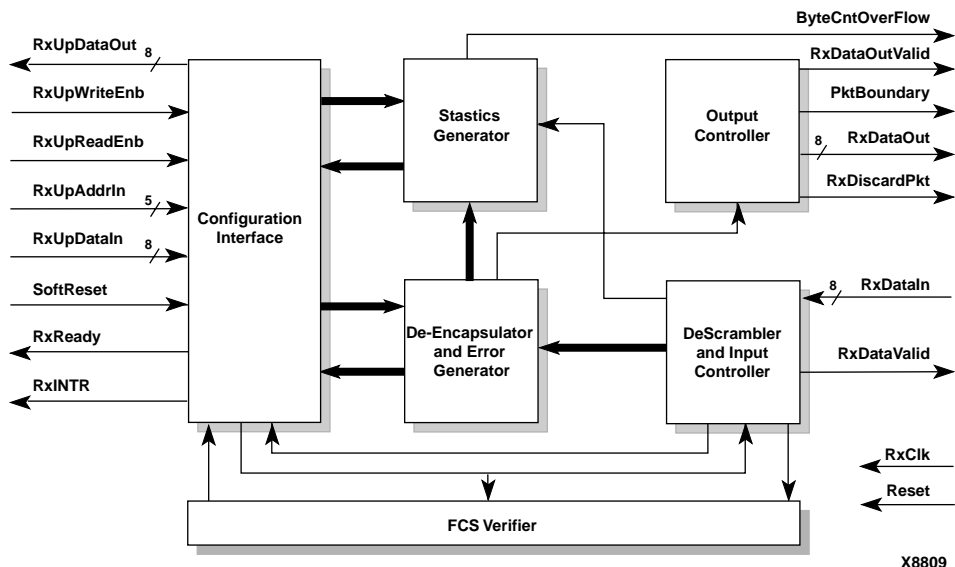 ByteCntOverFlow
RxUpDataOut
8
RxDataOutValid
RxUpWriteEnb
Stastics
Generator
Output
Controller
PktBoundary
RxUpReadEnb
8
RxDataOut
RxUpAddrIn
5
RxDiscardPkt
Configuration
Interface
RxUpDataIn
8
SoftReset
8
RxDataIn
RxReady
De-Encapsulator
and Error
Generator
DeScrambler
and Input
Controller
RxDataValid
RxINTR
RxClk
Reset
FCS Verifier
X8809